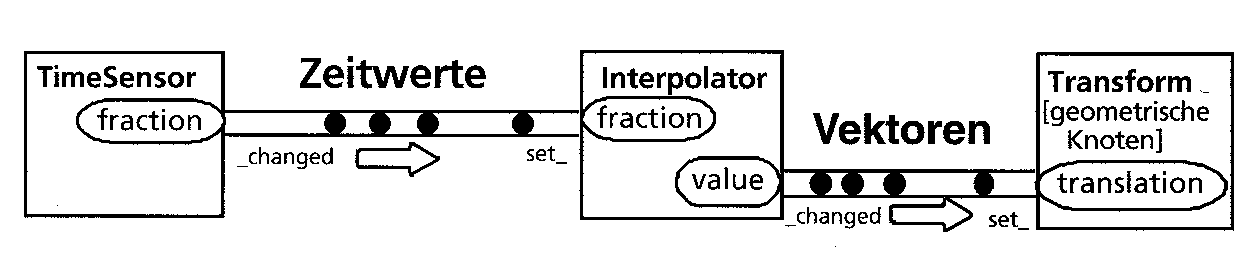 TimeSensor
fraction
Zeitwerte
_changed
set_
Interpolator
fraction
value
Vektoren
_changed
set_
Transform
[geometrische
Knoten]
translation